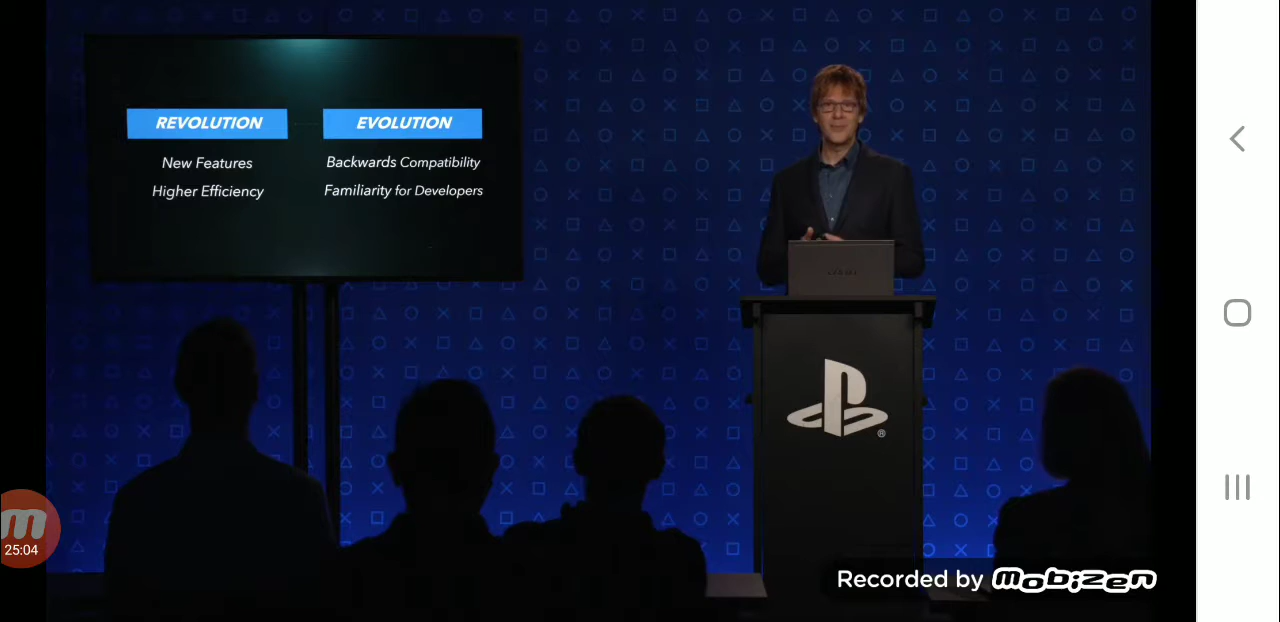 REVOLUTION
New Features
Higher Efficiency
EVOLUTION
Backwards Compatibility
Familiarity for Developers
®
25:04
Recorded by mobizen